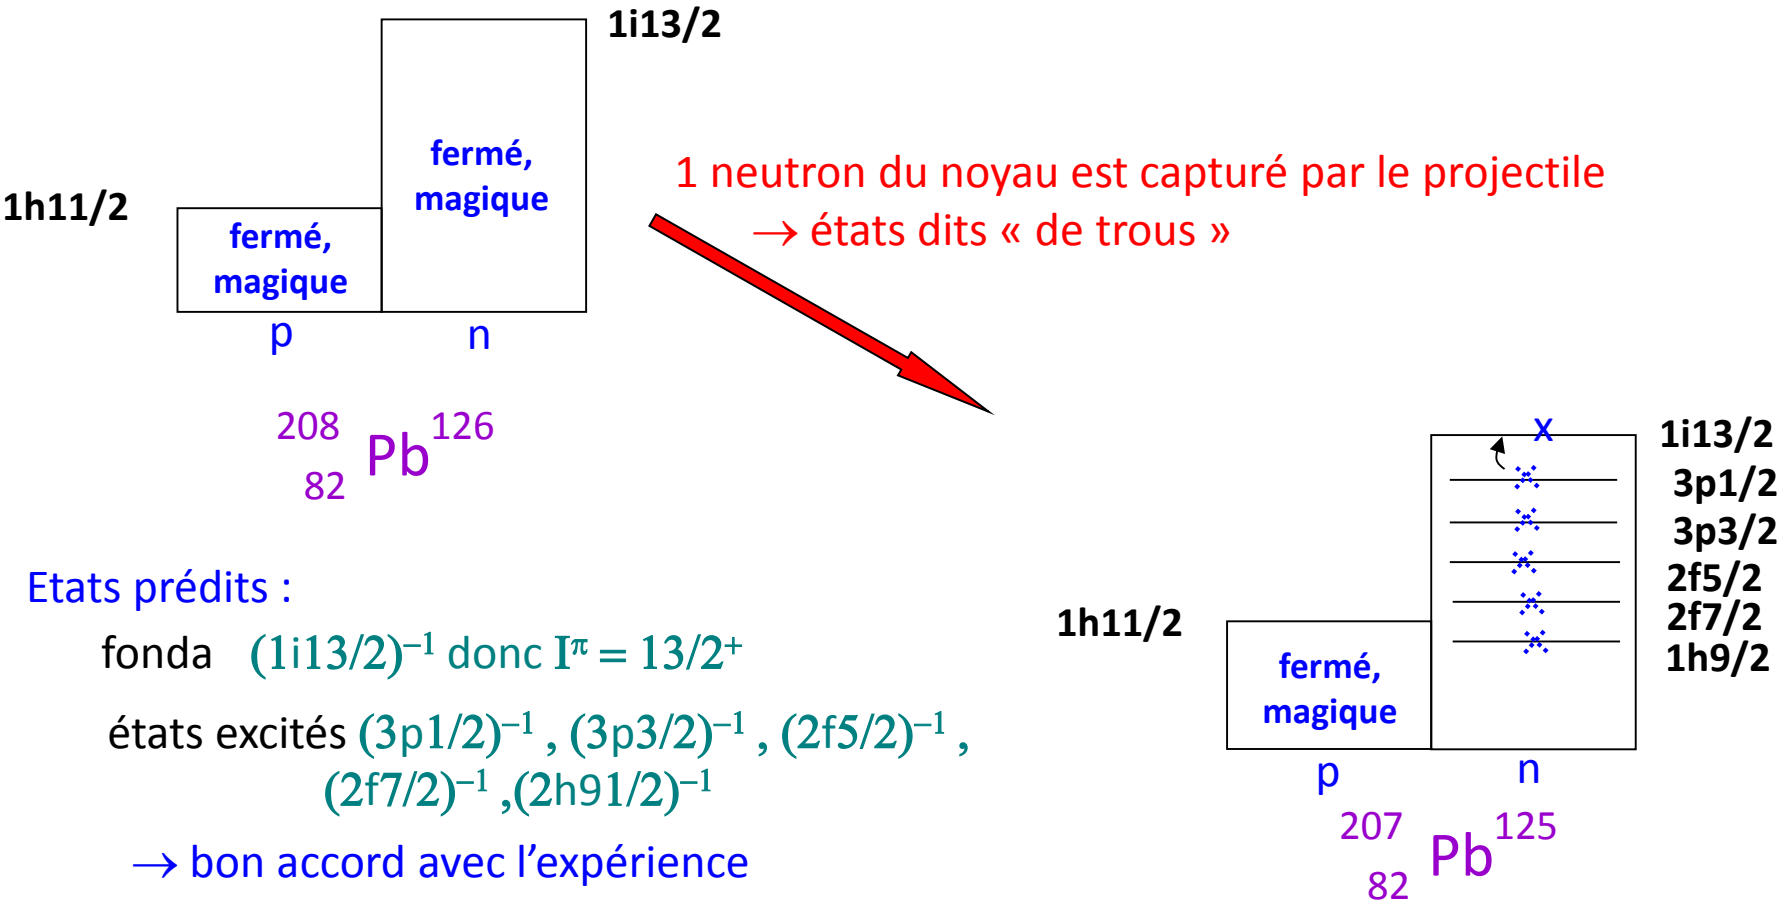 1i13/2
fermé,
magique
1h11/2
fermé,
magique
p
n
208
82 Pb 126
1 neutron du noyau est capturé par le projectile
→ états dits « de trous »
Etats prédits :
fonda (1i13/2)⁻¹ donc Iπ = 13/2⁺
états excités (3p1/2)⁻¹ , (3p3/2)⁻¹ , (2f5/2)⁻¹ ,
(2f7/2)⁻¹ ,(2h91/2)⁻¹
→ bon accord avec l’expérience
x
1i13/2
3p1/2
3p3/2
2f5/2
2f7/2
1h9/2
1h11/2
fermé,
magique
p
n
207
82 Pb 125